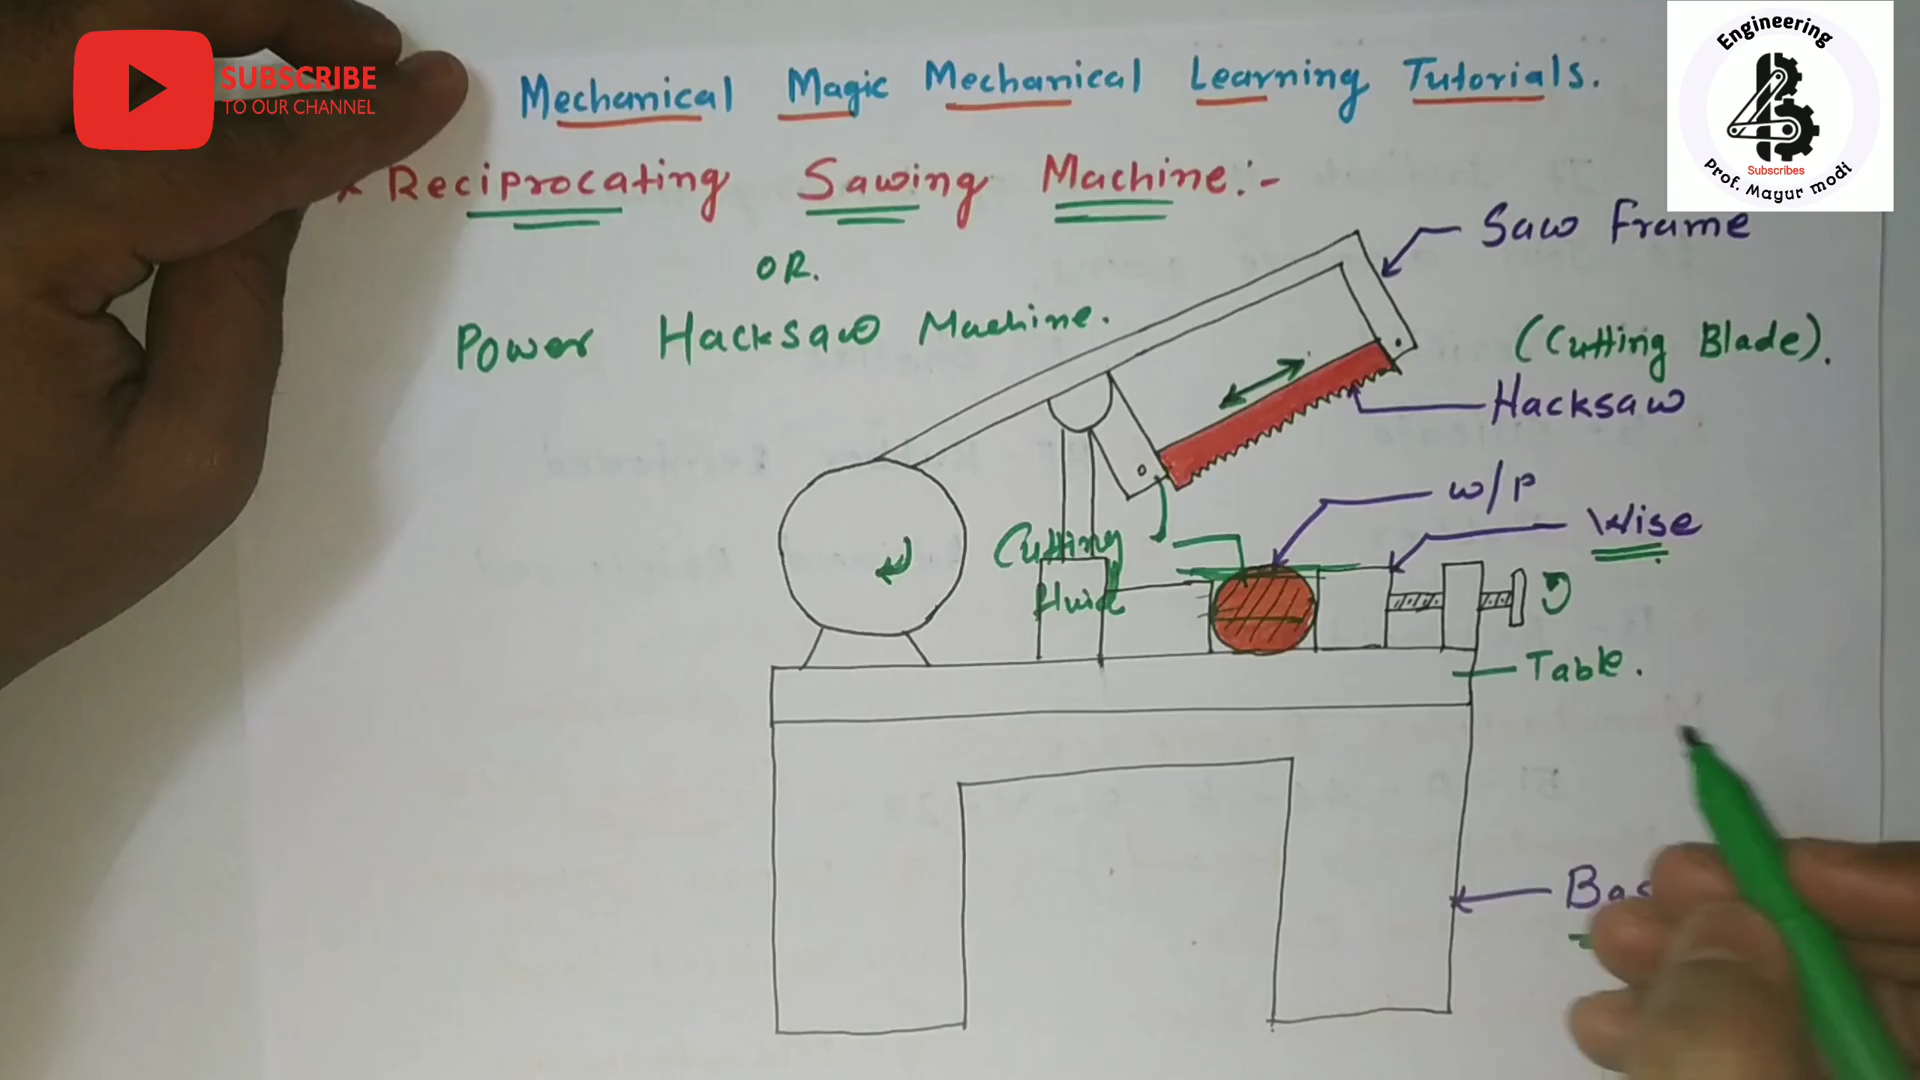 SUBSCRIBE
TO OUR CHANNEL
Engineering
Subscribes
Prof. Mayur modi
Mechanical Magic Mechanical Learning Tutorials.
Reciprocating Sawing Machine:-
OR.
Power Hacksaw Machine.
Saw Frame
(Cutting Blade).
Hacksaw
w/p
Wise
Cutting
fluid
Table.